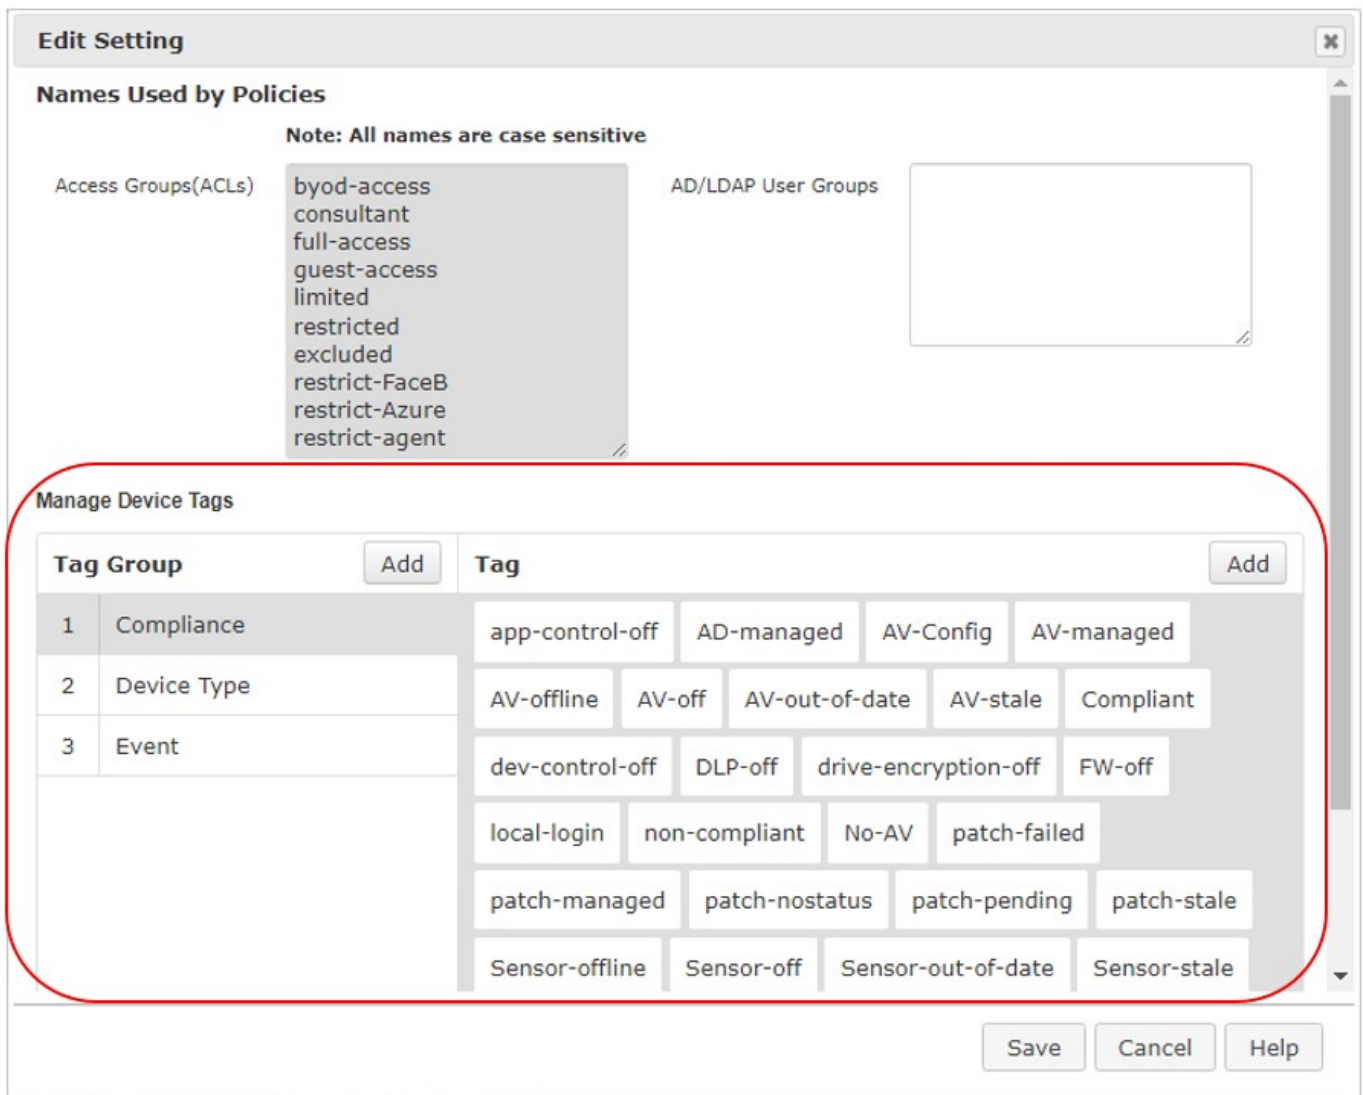 Edit Setting
Names Used by Policies
Note: All names are case sensitive
Access Groups(ACLs)
byod-access
consultant
full-access
guest-access
limited
restricted
excluded
restrict-FaceB
restrict-Azure
restrict-agent
AD/LDAP User Groups
Manage Device Tags
Tag Group Add Tag Add
1 Compliance
2 Device Type
3 Event
app-control-off AD-managed AV-Config AV-managed
AV-offline AV-off AV-out-of-date AV-stale Compliant
dev-control-off DLP-off drive-encryption-off FW-off
local-login non-compliant No-AV patch-failed
patch-managed patch-nostatus patch-pending patch-stale
Sensor-offline Sensor-off Sensor-out-of-date Sensor-stale
Save Cancel Help